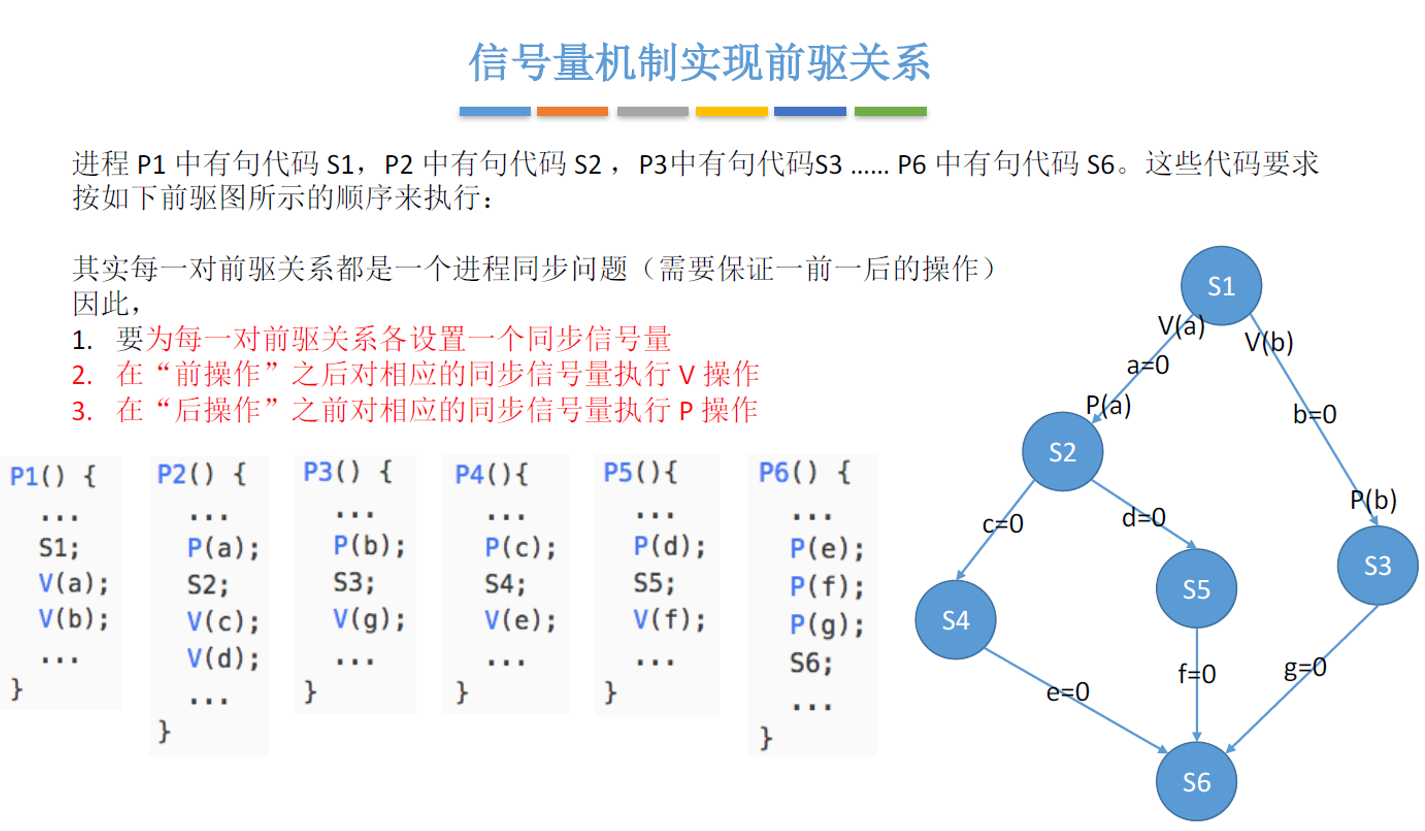 信号量机制实现前驱关系
进程 P1 中有句代码 S1，P2 中有句代码 S2 ，P3中有句代码S3 …… P6 中有句代码 S6。这些代码要求
按如下前驱图所示的顺序来执行：
其实每一对前驱关系都是一个进程同步问题（需要保证一前一后的操作）
因此，
1. 要为每一对前驱关系各设置一个同步信号量
2. 在“前操作”之后对相应的同步信号量执行 V 操作
3. 在“后操作”之前对相应的同步信号量执行 P 操作
P1() {
...
S1;
V(a);
V(b);
...
}
P2() {
...
P(a);
S2;
V(c);
V(d);
...
}
P3() {
...
P(b);
S3;
V(g);
...
}
P4(){
...
P(c);
S4;
V(e);
...
}
P5(){
...
P(d);
S5;
V(f);
...
}
P6() {
...
P(e);
P(f);
P(g);
S6;
...
}
S1
V(a)
V(b)
a=0
P(a)
b=0
S2
P(b)
c=0
d=0
S3
S5
S4
g=0
f=0
e=0
S6